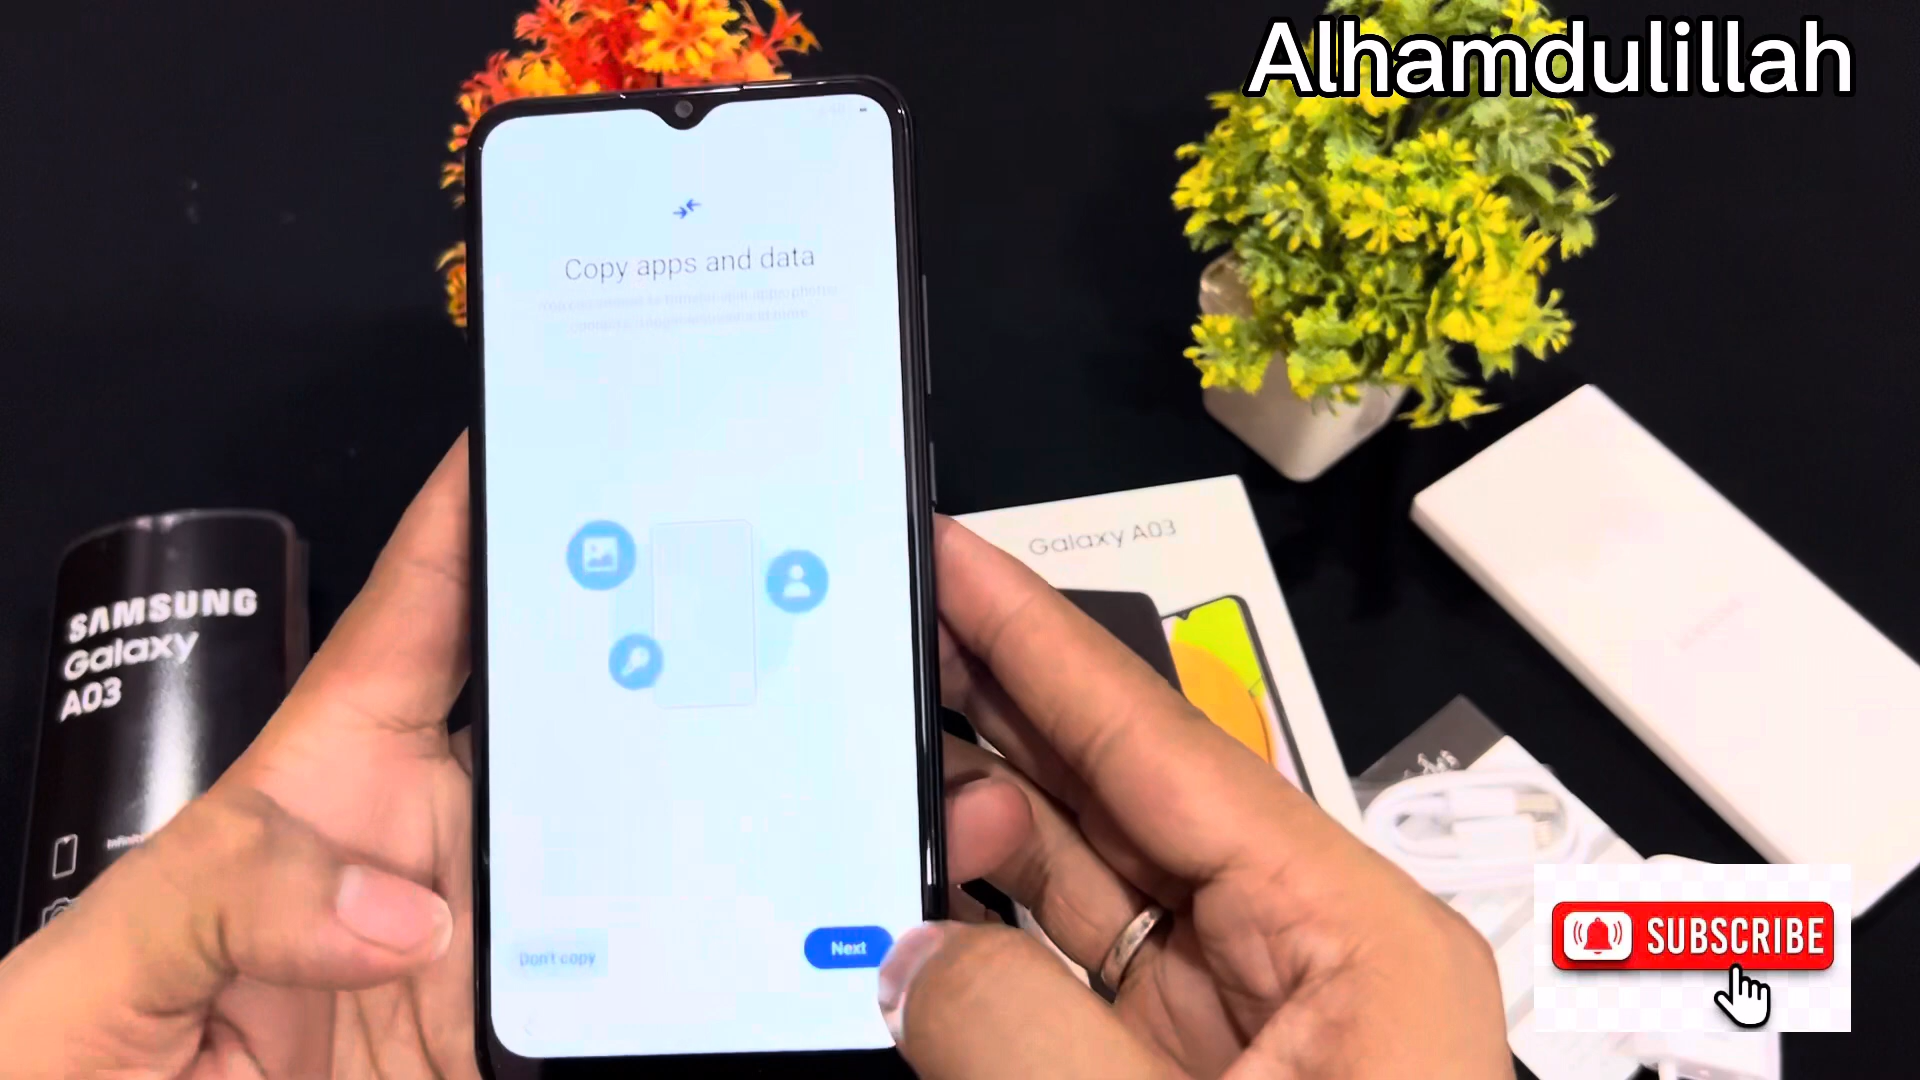 Alhamdulillah
Copy apps and data
Galaxy A03
SAMSUNG
Galaxy
A03
Don't copy
Next
SUBSCRIBE